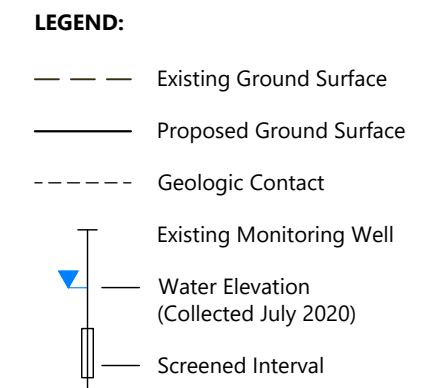 LEGEND:
Existing Ground Surface
Proposed Ground Surface
Geologic Contact
Existing Monitoring Well
Water Elevation
(Collected July 2020)
Screened Interval